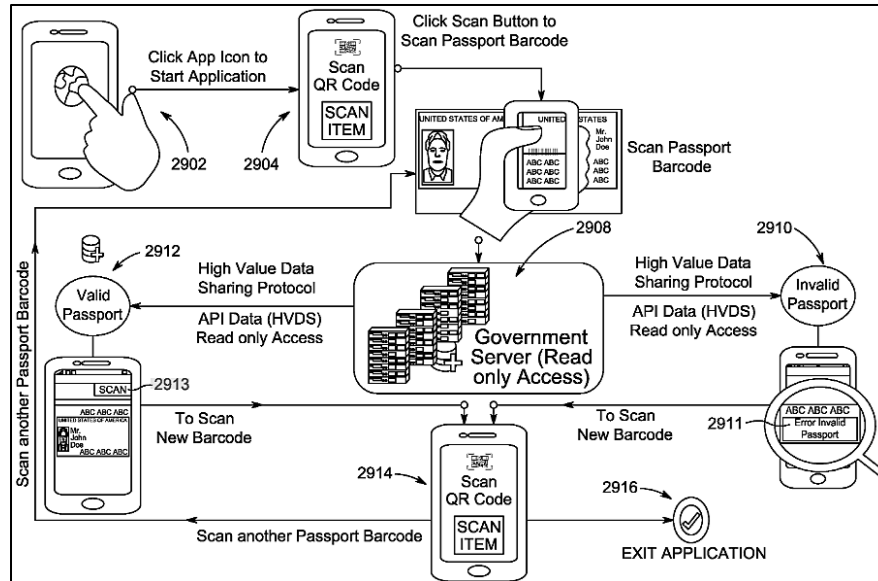 Click App Icon to
Start Application
2902
Scan
QR Code
SCAN
ITEM
2904
Click Scan Button to
Scan Passport Barcode
UNITED STATES OF AM
UNITED STATES
Mr.
John
Doe
ABC ABC
ABC ABC
ABC ABC
ABC
ABC
ABC
Scan Passport
Barcode
Scan another Passport Barcode
2912
Valid
Passport
High Value Data
Sharing Protocol
API Data (HVDS)
Read only Access
2908
Government
Server (Read
only Access)
High Value Data
Sharing Protocol
API Data (HVDS)
Read only Access
2910
Invalid
Passport
SCAN
2913
ABC ABC ABC
UNITED STATES OF AMERICA
Mr.
John
Doe
ABC ABC ABC
To Scan
New Barcode
To Scan
New Barcode
2911
ABC ABC ABC
Error Invalid
Passport
2914
Scan
QR Code
SCAN
ITEM
Scan another Passport Barcode
2916
EXIT APPLICATION